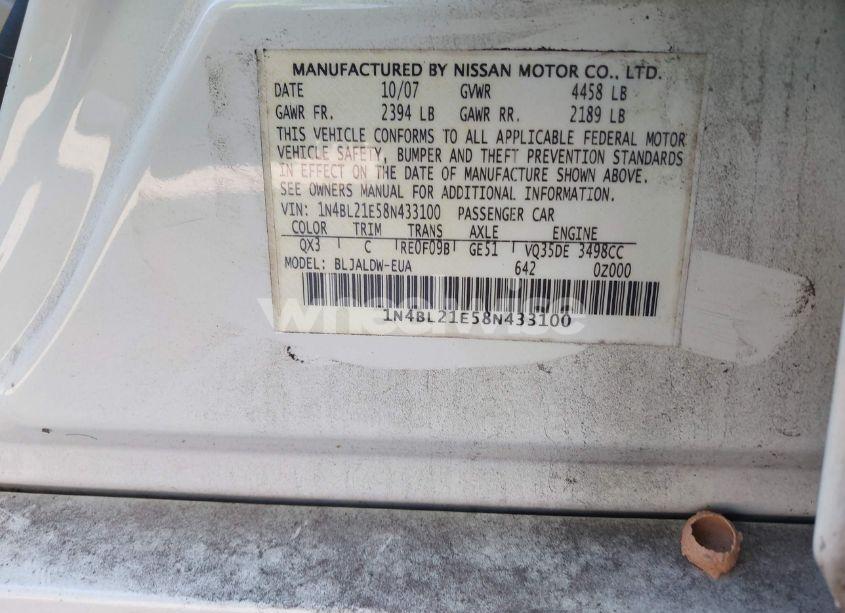 MANUFACTURED BY NISSAN MOTOR CO., LTD.
DATE 10/07 GVWR 4458 LB
GAWR FR. 2394 LB GAWR RR. 2189 LB
THIS VEHICLE CONFORMS TO ALL APPLICABLE FEDERAL MOTOR
VEHICLE SAFETY, BUMPER AND THEFT PREVENTION STANDARDS
IN EFFECT ON THE DATE OF MANUFACTURE SHOWN ABOVE.
SEE OWNERS MANUAL FOR ADDITIONAL INFORMATION.
VIN: 1N4BL21E58N433100 PASSENGER CAR
COLOR TRIM TRANS AXLE ENGINE
QX3 C RE0F09B GE51 VQ35DE 3498CC
MODEL: BLJALDW-EUA 642 0Z000
wheelwise
1N4BL21E58N433100